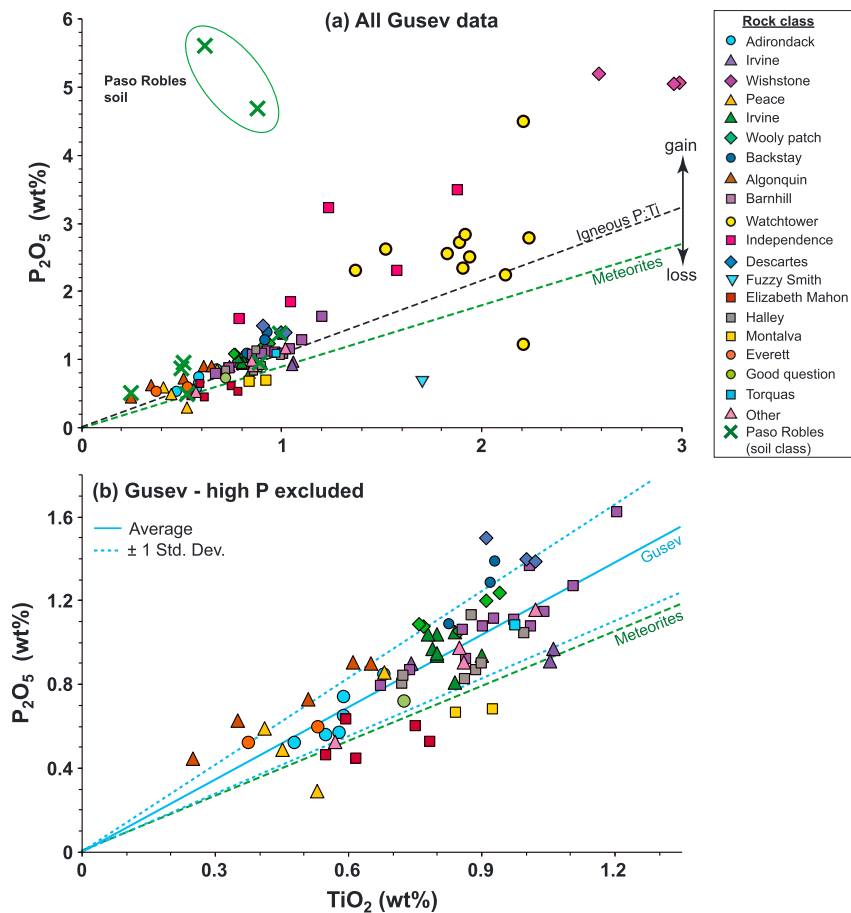 (a) All Gusev data
Paso Robles
soil
P2O5 (wt%)
6
5
4
3
2
1
0
0
1
2
3
gain
loss
Igneous P:Ti
Meteorites
Rock class
Adirondack
Irvine
Wishstone
Peace
Irvine
Wooly patch
Backstay
Algonquin
Barnhill
Watchtower
Independence
Descartes
Fuzzy Smith
Elizabeth Mahon
Halley
Montalva
Everett
Good question
Torquas
Other
Paso Robles
(soil class)
(b) Gusev - high P excluded
Average
± 1 Std. Dev.
P2O5 (wt%)
1.6
1.2
0.8
0.4
0
0
0.3
0.6
0.9
1.2
Gusev
Meteorites
TiO2 (wt%)